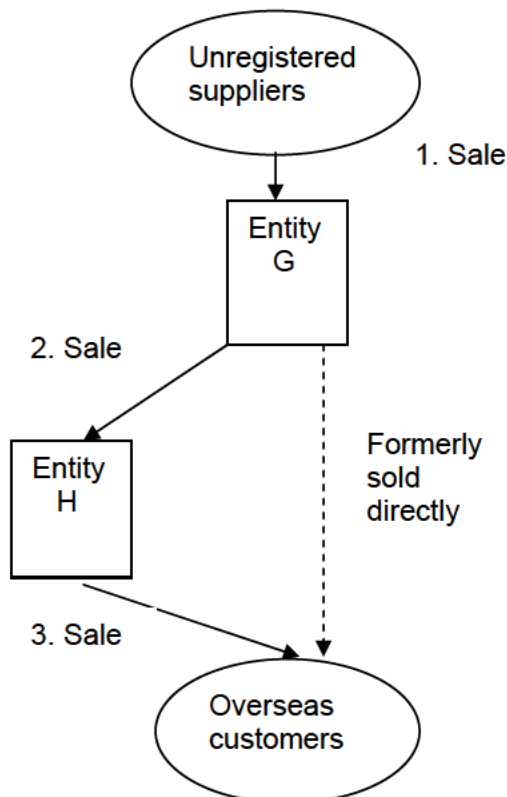 Unregistered
suppliers
1. Sale
Entity
G
2. Sale
Formerly
sold
directly
Entity
H
3. Sale
Overseas
customers